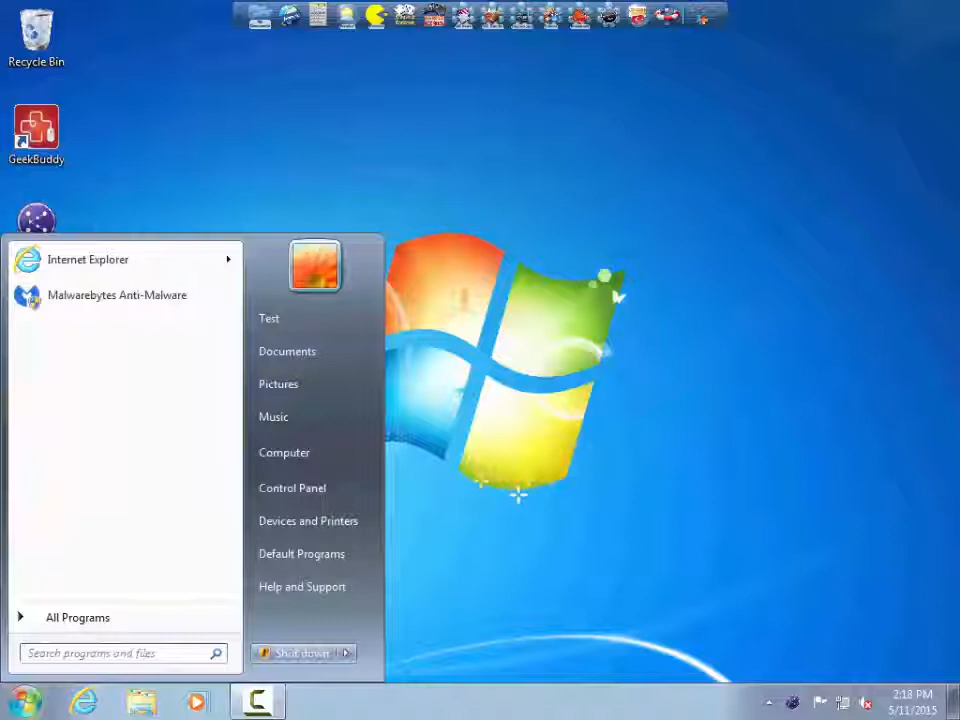 Recycle Bin
GeekBuddy
Internet Explorer
Malwarebytes Anti-Malware
Test
Documents
Pictures
Music
Computer
Control Panel
Devices and Printers
Default Programs
Help and Support
All Programs
Search programs and files
Shut down
2:18 PM
5/11/2015